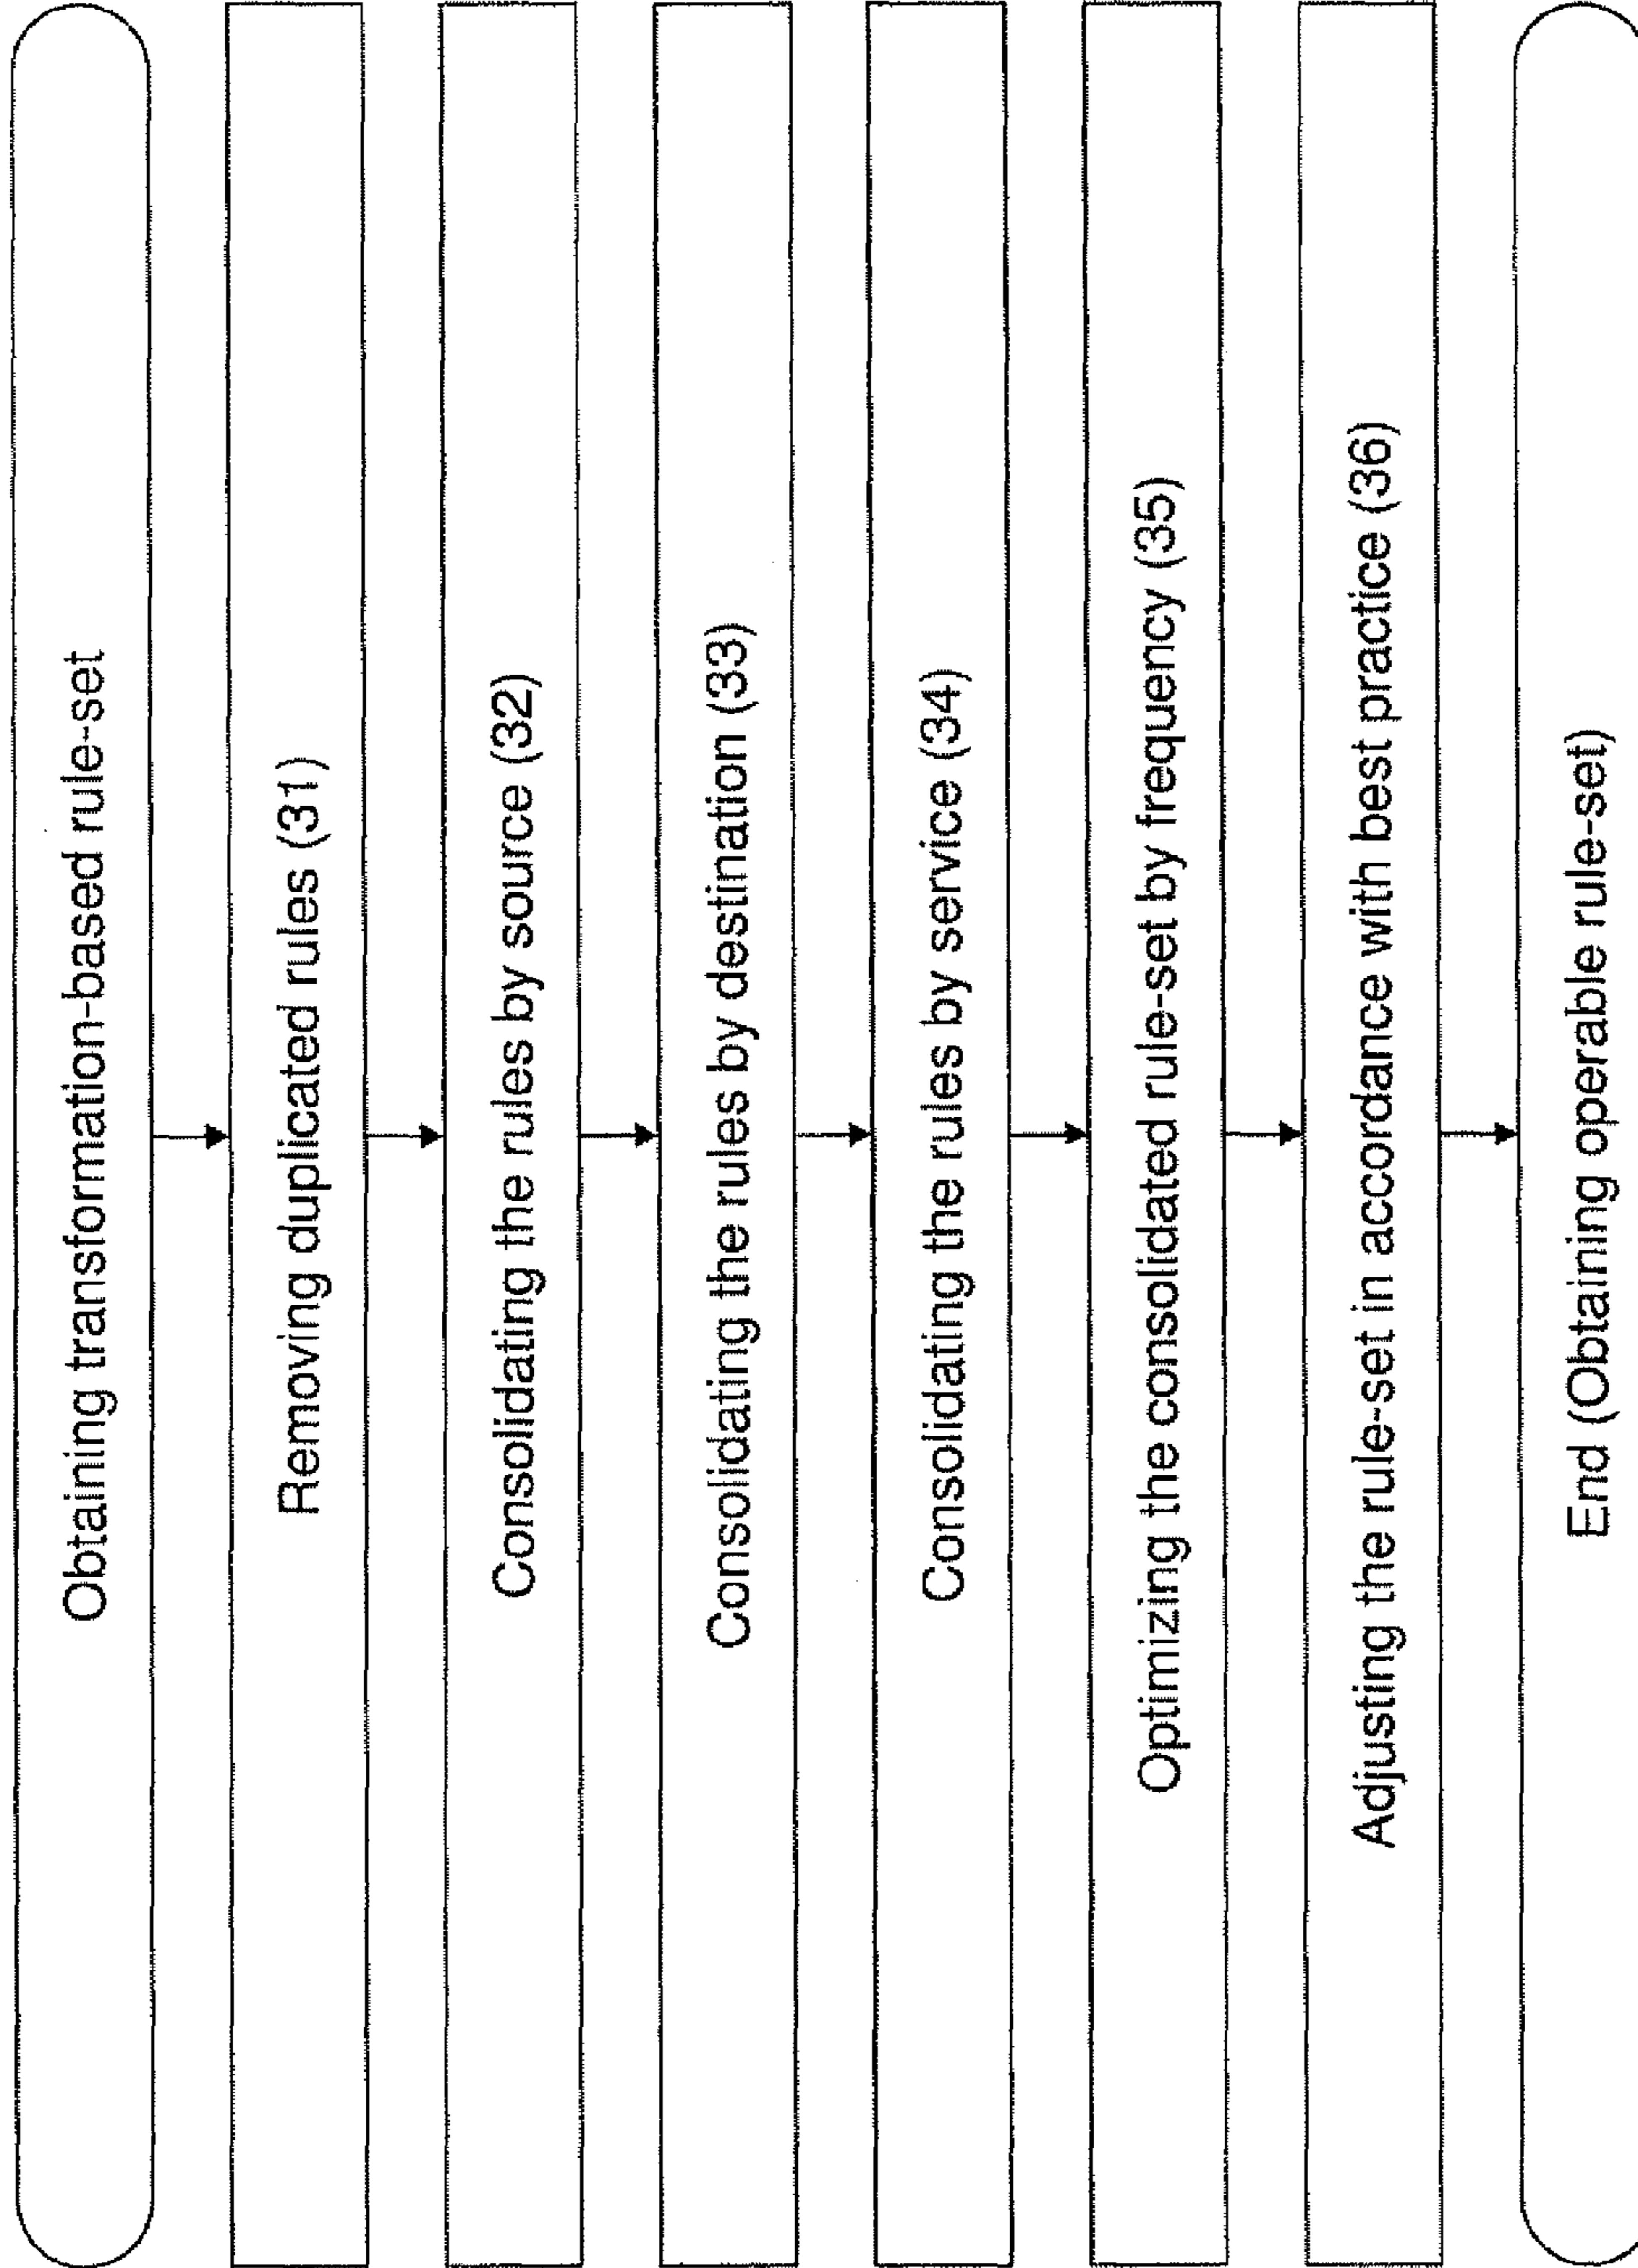 Obtaining transformation-based rule-set
Removing duplicated rules (31)
Consolidating the rules by source (32)
Consolidating the rules by destination (33)
Consolidating the rules by service (34)
Optimizing the consolidated rule-set by frequency (35)
Adjusting the rule-set in accordance with best practice (36)
End (Obtaining operable rule-set)